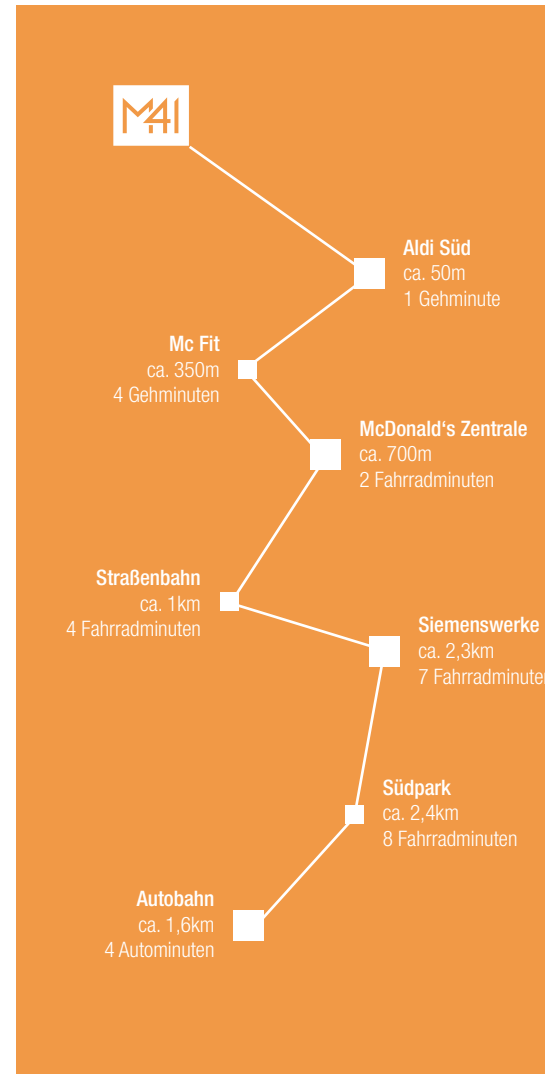 M41
Aldi Süd
ca. 50m
1 Gehminute
Mc Fit
ca. 350m
4 Gehminuten
McDonald‘s Zentrale
ca. 700m
2 Fahrradminuten
Straßenbahn
ca. 1km
4 Fahrradminuten
Siemenswerke
ca. 2,3km
7 Fahrradminuten
Südpark
ca. 2,4km
8 Fahrradminuten
Autobahn
ca. 1,6km
4 Autominuten